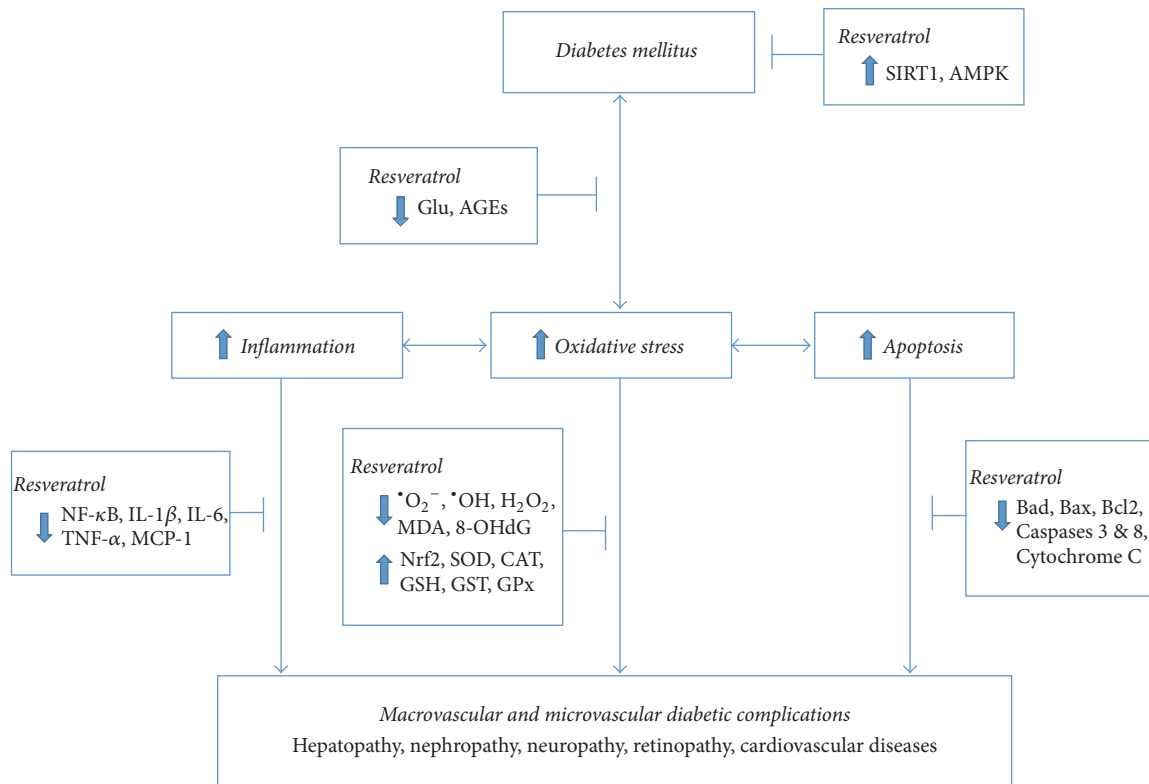 Diabetes mellitus
Resveratrol
SIRT1, AMPK
Resveratrol
Glu, AGEs
Inflammation
Oxidative stress
Apoptosis
Resveratrol
NF-κB, IL-1β, IL-6,
TNF-α, MCP-1
Resveratrol
•O₂⁻, •OH, H₂O₂,
MDA, 8-OHdG
Nrf2, SOD, CAT,
GSH, GST, GPx
Resveratrol
Bad, Bax, Bcl2,
Caspases 3 & 8,
Cytochrome C
Macrovascular and microvascular diabetic complications
Hepatopathy, nephropathy, neuropathy, retinopathy, cardiovascular diseases